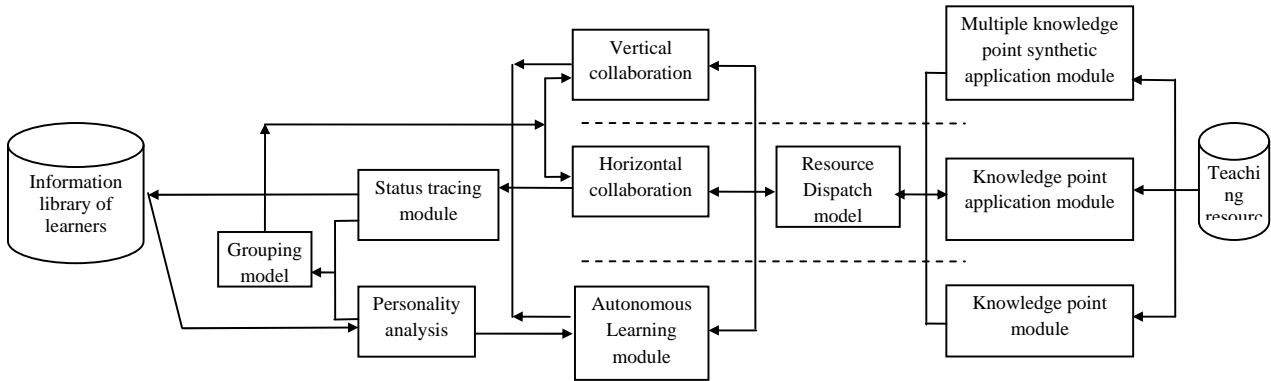 Information
library of
learners
Grouping
model
Status tracing
module
Personality
analysis
Vertical
collaboration
Horizontal
collaboration
Autonomous
Learning
module
Resource
Dispatch
model
Multiple knowledge
point synthetic
application module
Knowledge point
application module
Knowledge point
module
Teachi
ng
resourc